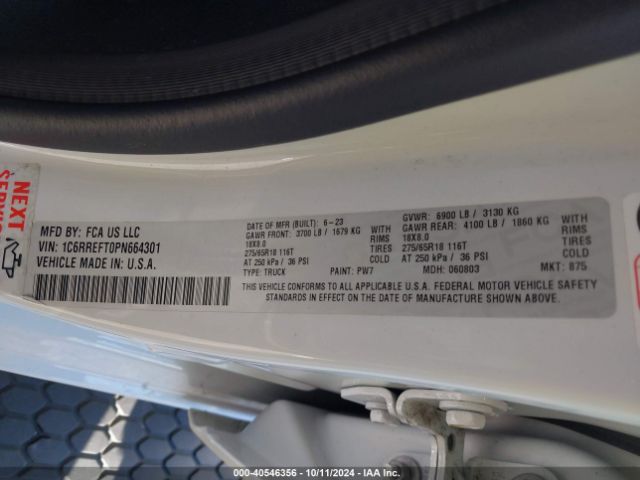 NEXT
SERVICE
MFD BY: FCA US LLC
VIN: 1C6RREFT0PN664301
VEHICLE MADE IN: U.S.A.
DATE OF MFR (BUILT): 6-23
GAWR FRONT: 3700 LB / 1679 KG
18X8.0 RIMS
275/65R18 116T TIRES
AT 250 kPa / 36 PSI COLD
TYPE: TRUCK PAINT: PW7
GVWR: 6900 LB / 3130 KG
GAWR REAR: 4100 LB / 1860 KG
18X8.0 RIMS
275/65R18 116T TIRES
AT 250 kPa / 36 PSI COLD
MDH: 060803 MKT: 875
THIS VEHICLE CONFORMS TO ALL APPLICABLE U.S.A. FEDERAL MOTOR VEHICLE SAFETY
STANDARDS IN EFFECT ON THE DATE OF MANUFACTURE SHOWN ABOVE.
000-40546356 - 10/11/2024 - IAA Inc.